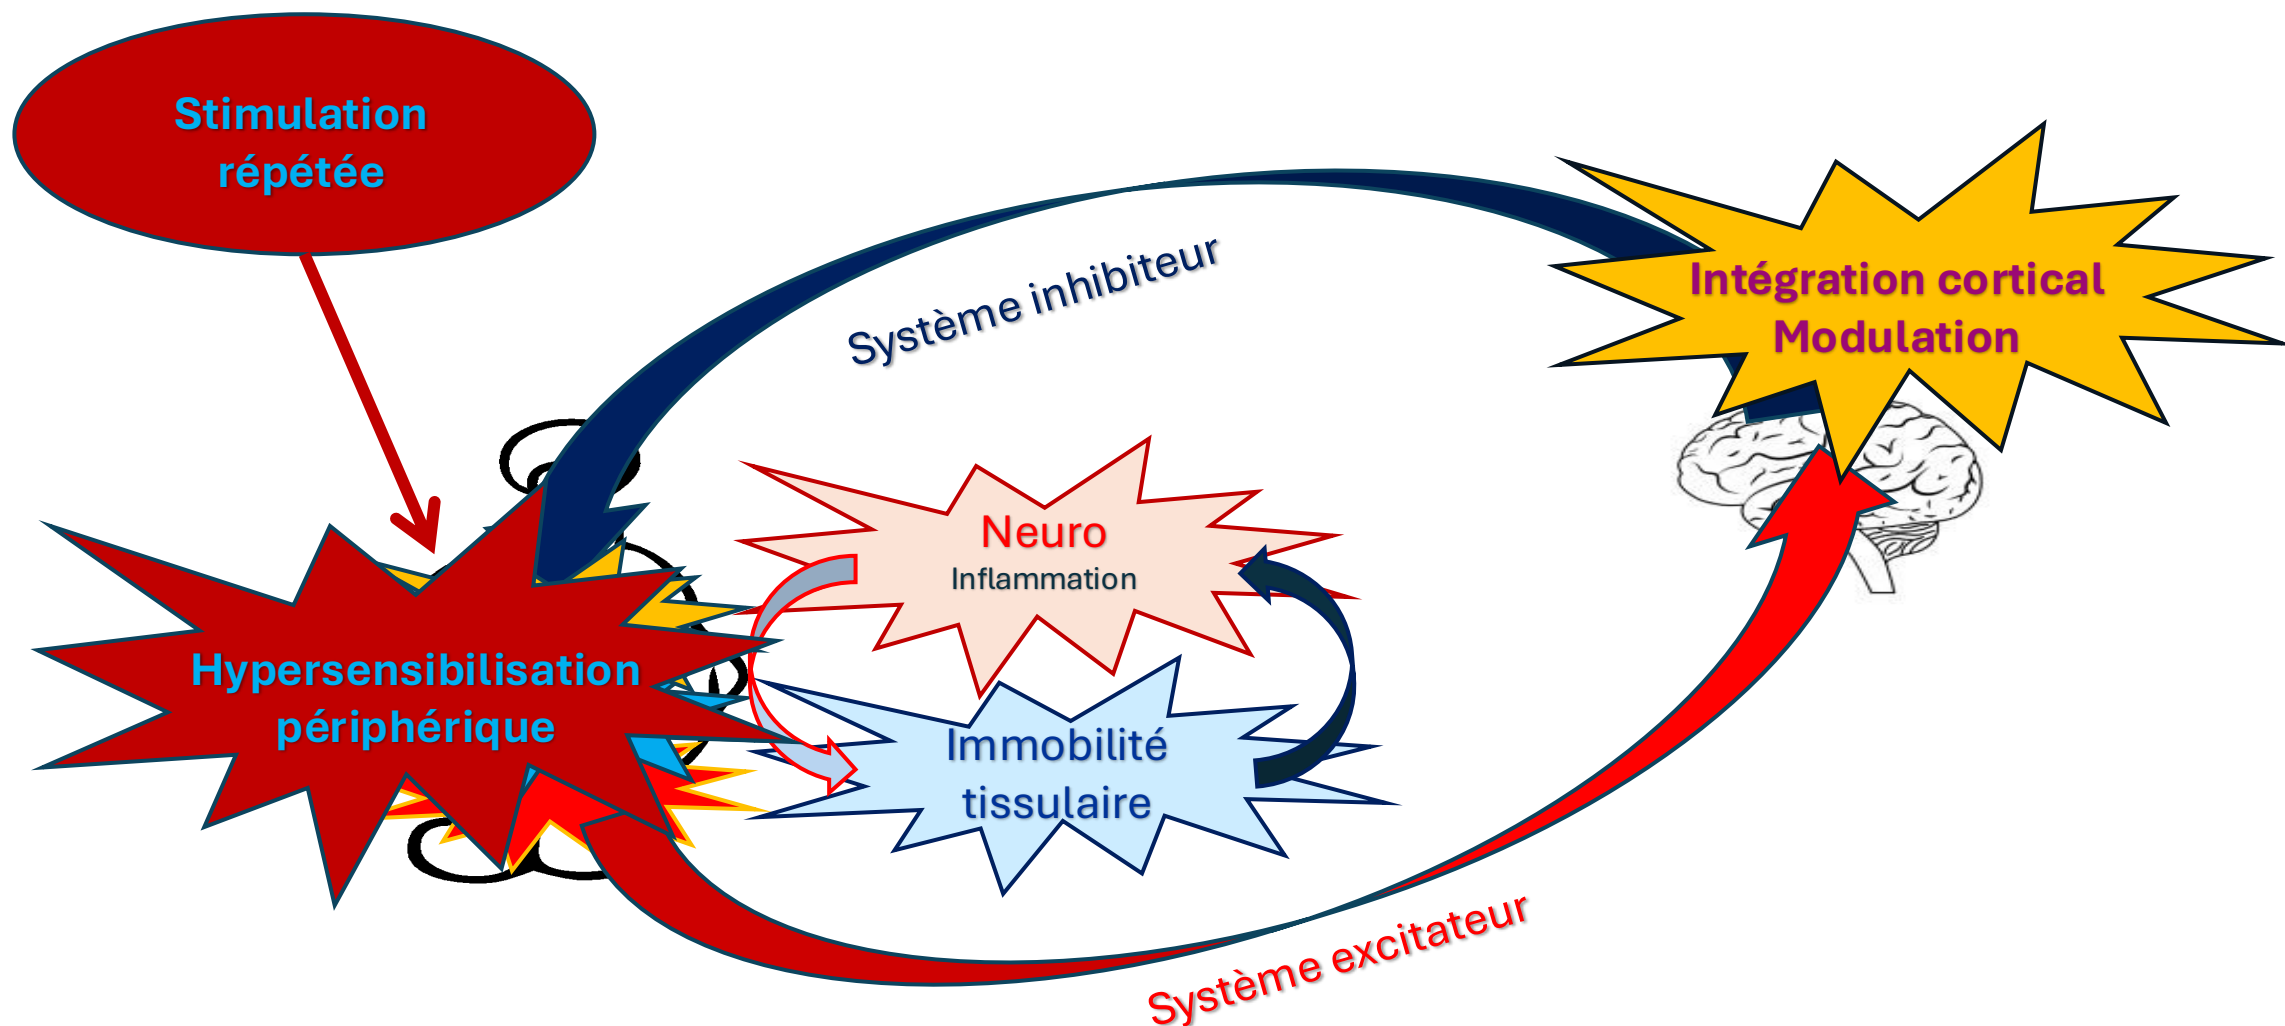 Stimulation
répétée
Système inhibiteur
Intégration cortical
Modulation
Neuro
Inflammation
Hypersensibilisation
périphérique
Immobilité
tissulaire
Système excitateur